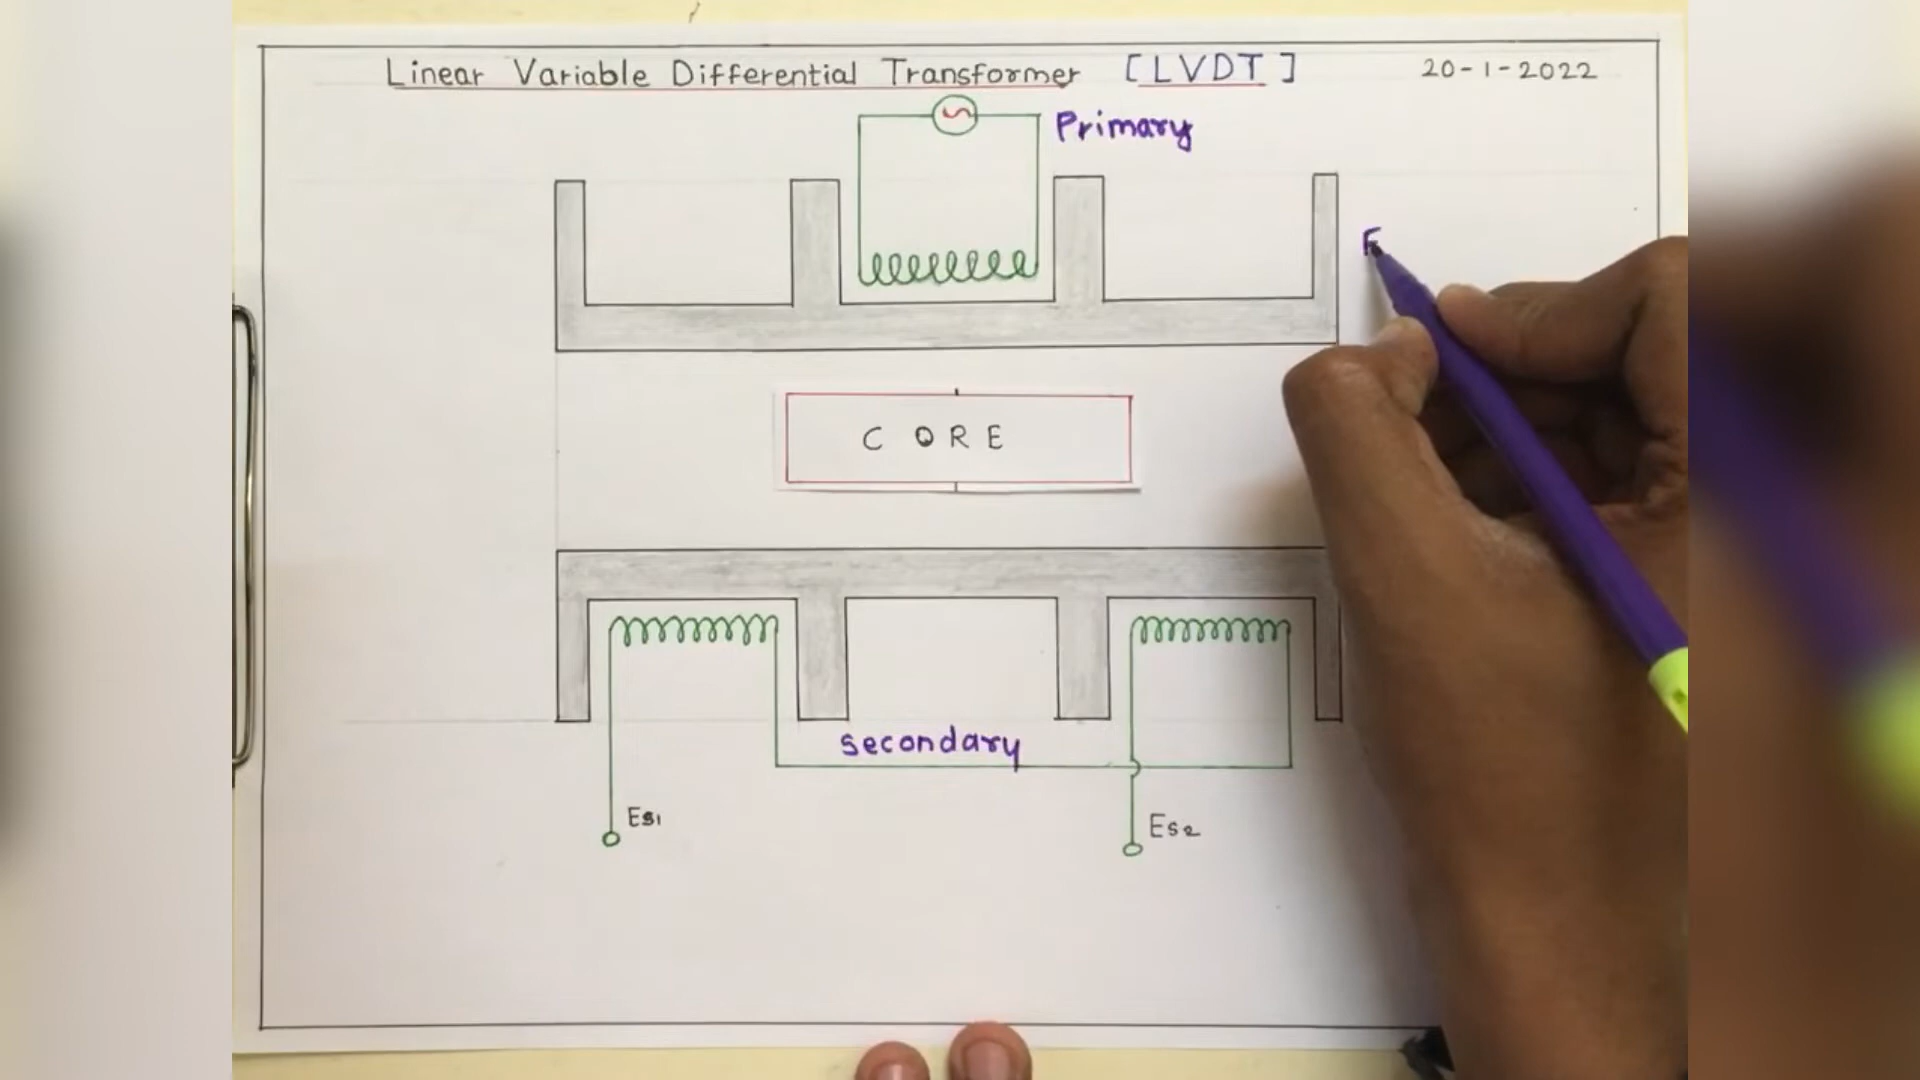 Linear Variable Differential Transformer [LVDT]
20-1-2022
Primary
F
CORE
secondary
Es1
Es2